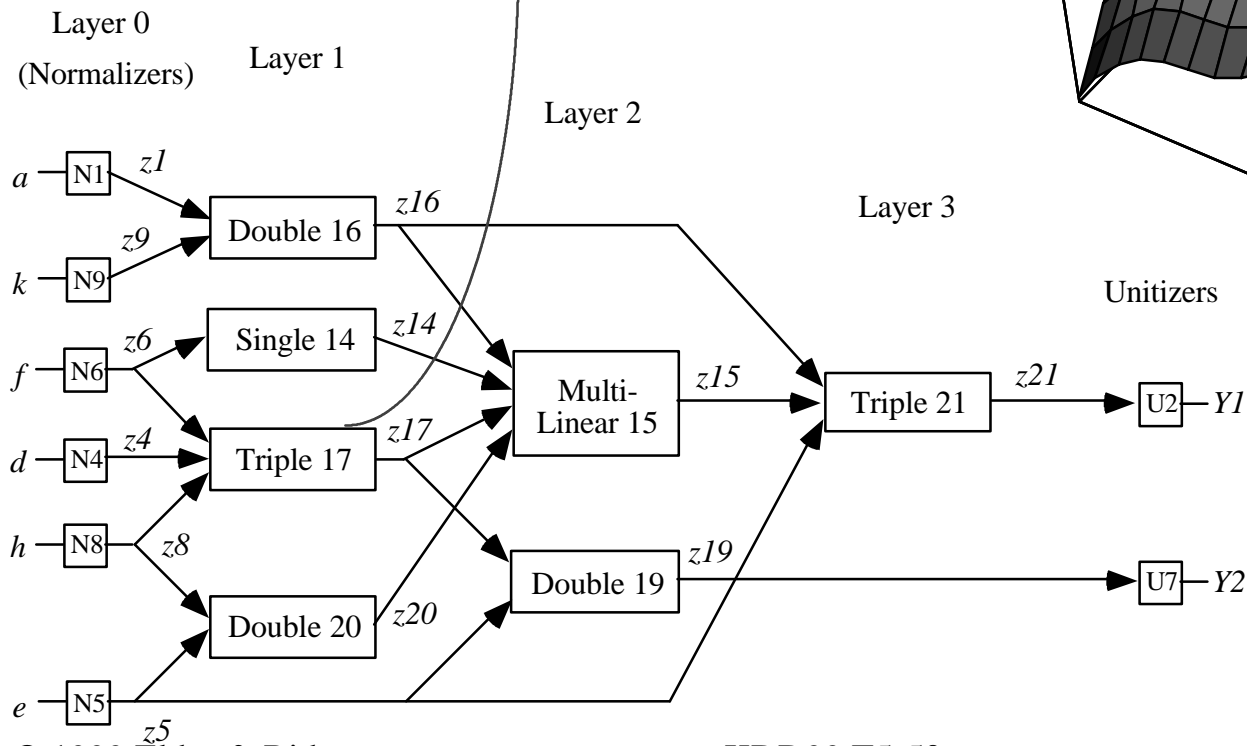 Layer 0
(Normalizers)
Layer 1
Layer 2
Layer 3
Unitizers
a
N1
z1
k
N9
z9
Double 16
z16
f
N6
z6
Single 14
z14
Multi-
Linear 15
z15
Triple 21
z21
U2
Y1
d
N4
z4
Triple 17
z17
h
N8
z8
Double 19
z19
U7
Y2
Double 20
z20
e
N5
z5